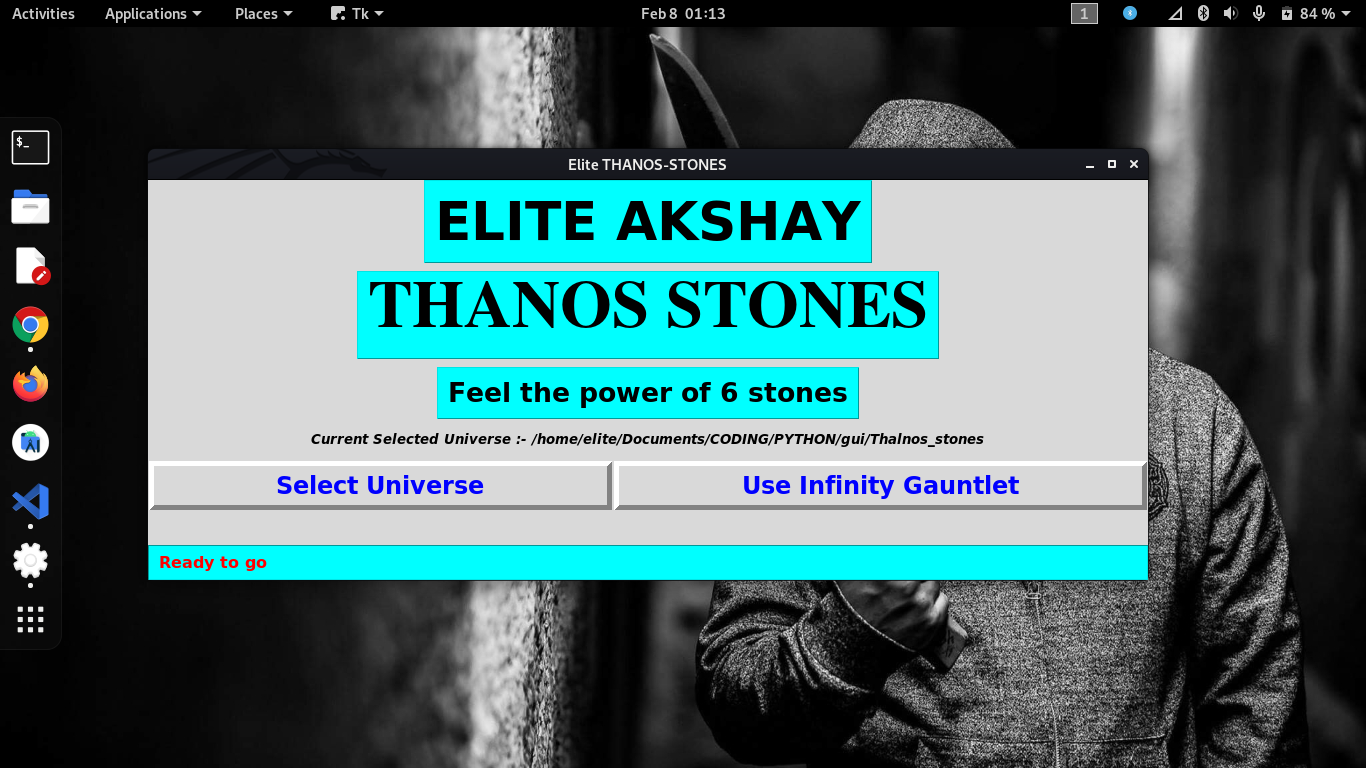 Activities Applications Places Tk Feb 8 01:13 1 84 %
$_
Elite THANOS-STONES
ELITE AKSHAY
THANOS STONES
Feel the power of 6 stones
Current Selected Universe :- /home/elite/Documents/CODING/PYTHON/gui/Thalnos_stones
Select Universe Use Infinity Gauntlet
Ready to go